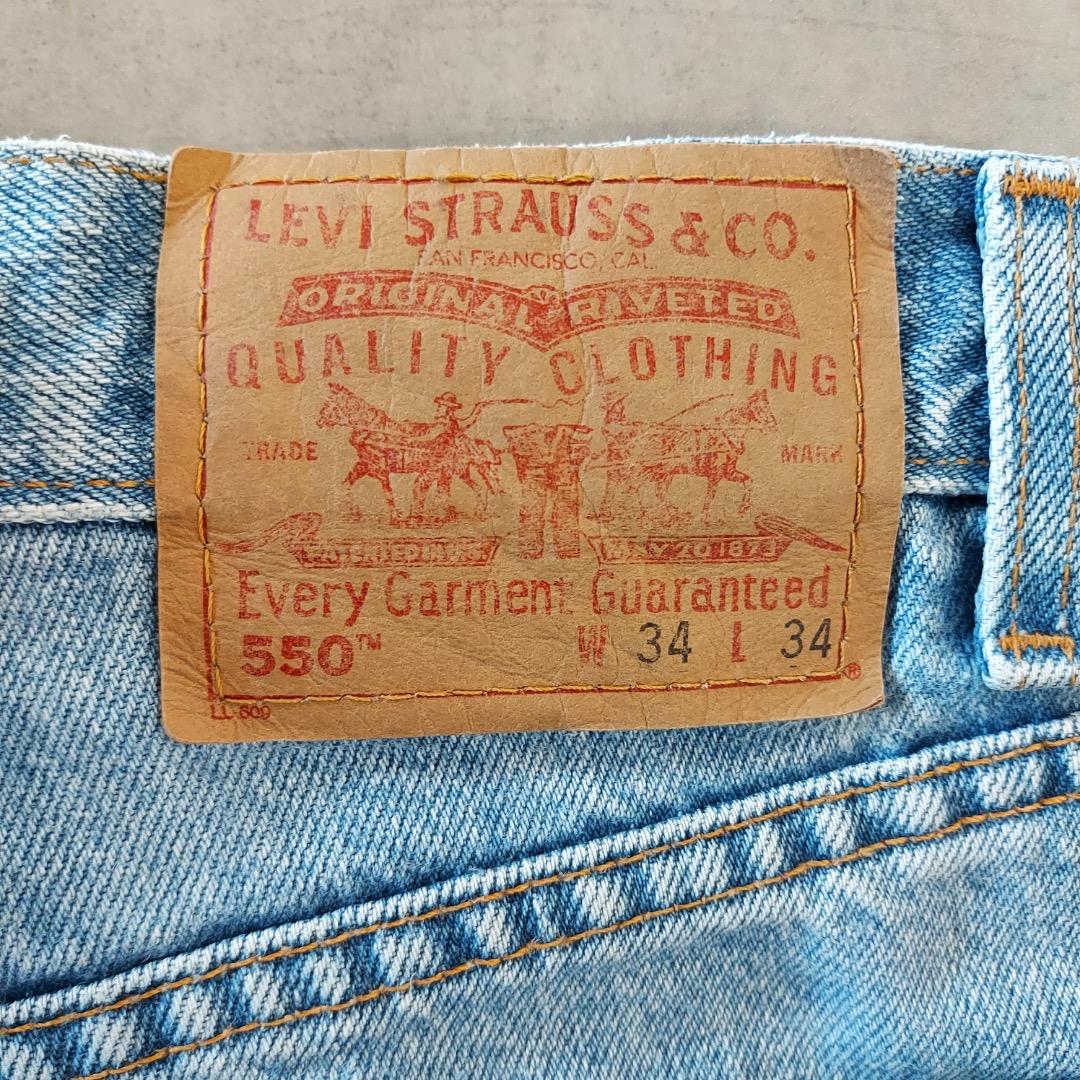 LEVI STRAUSS & CO.
SAN FRANCISCO, CAL.
ORIGINAL RIVETED
QUALITY CLOTHING
TRADE MARK
PATENTED IN U.S. MAY 20 1873
Every Garment Guaranteed
550™ W 34 L 34
®
LL 600